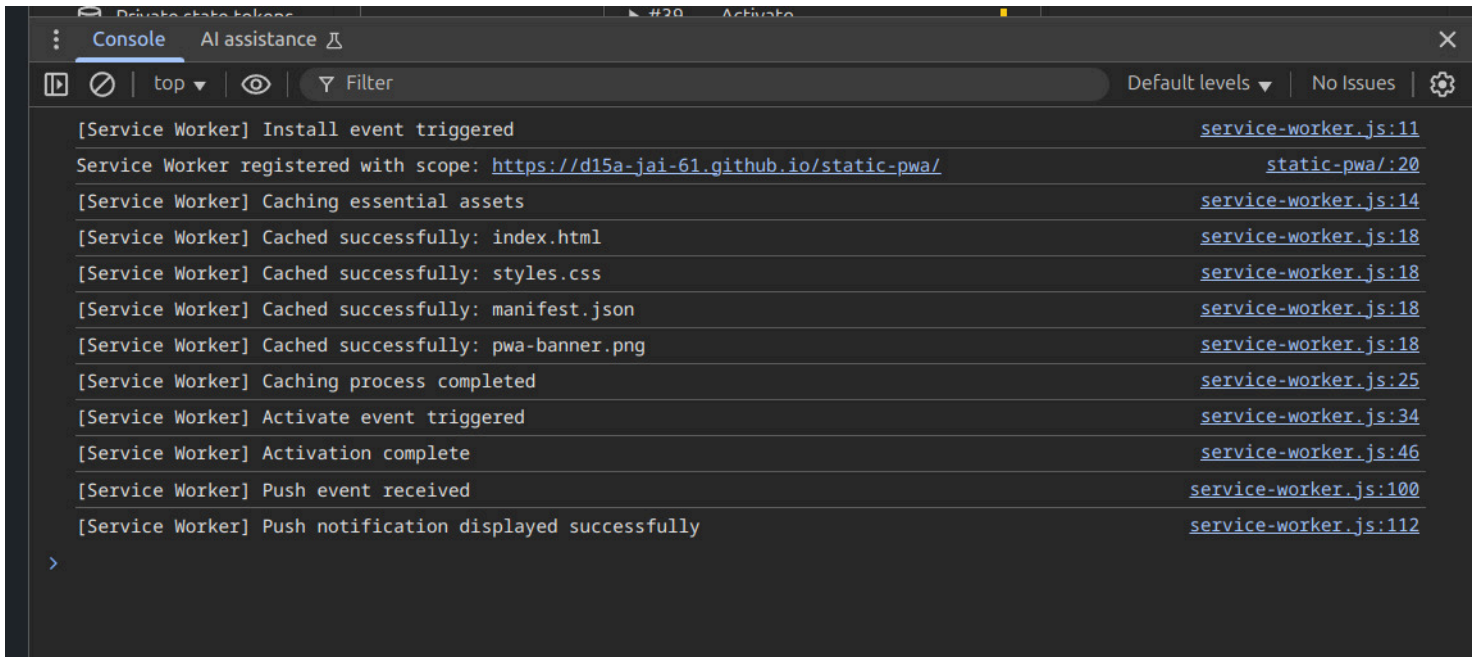 Private state tokens
▶ #39 Activate
Console AI assistance
top ▼ Filter Default levels ▼ No Issues
[Service Worker] Install event triggered service-worker.js:11
Service Worker registered with scope: https://d15a-jai-61.github.io/static-pwa/ static-pwa/:20
[Service Worker] Caching essential assets service-worker.js:14
[Service Worker] Cached successfully: index.html service-worker.js:18
[Service Worker] Cached successfully: styles.css service-worker.js:18
[Service Worker] Cached successfully: manifest.json service-worker.js:18
[Service Worker] Cached successfully: pwa-banner.png service-worker.js:18
[Service Worker] Caching process completed service-worker.js:25
[Service Worker] Activate event triggered service-worker.js:34
[Service Worker] Activation complete service-worker.js:46
[Service Worker] Push event received service-worker.js:100
[Service Worker] Push notification displayed successfully service-worker.js:112
>